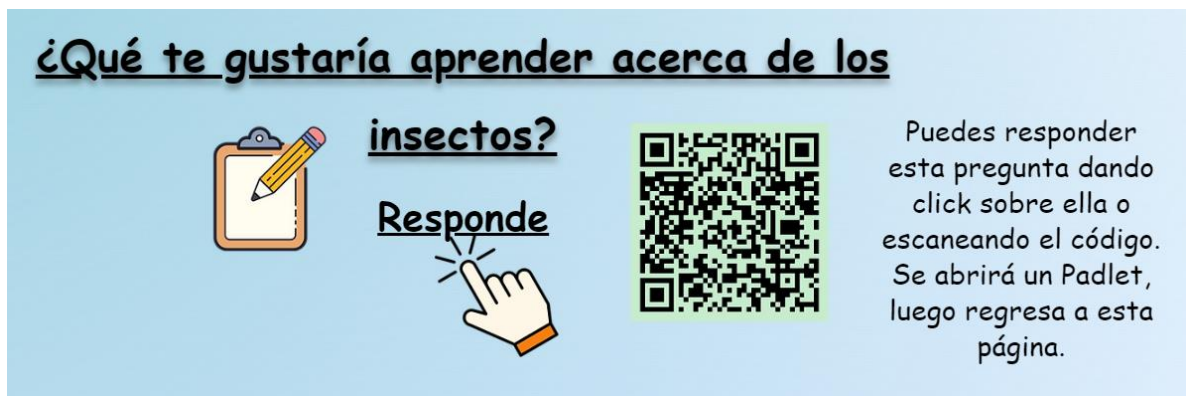 ¿Qué te gustaría aprender acerca de los
insectos?
Responde
Puedes responder
esta pregunta dando
click sobre ella o
escaneando el código.
Se abrirá un Padlet,
luego regresa a esta
página.